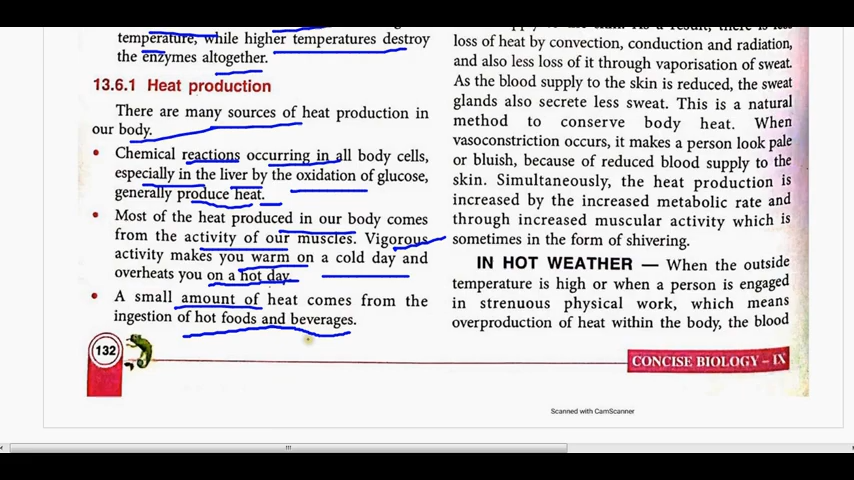 temperature, while higher temperatures destroy
the enzymes altogether.
13.6.1 Heat production
There are many sources of heat production in
our body.
• Chemical reactions occurring in all body cells,
especially in the liver by the oxidation of glucose,
generally produce heat.
• Most of the heat produced in our body comes
from the activity of our muscles. Vigorous
activity makes you warm on a cold day and
overheats you on a hot day.
• A small amount of heat comes from the
ingestion of hot foods and beverages.
132
loss of heat by convection, conduction and radiation,
and also less loss of it through vaporisation of sweat.
As the blood supply to the skin is reduced, the sweat
glands also secrete less sweat. This is a natural
method to conserve body heat. When
vasoconstriction occurs, it makes a person look pale
or bluish, because of reduced blood supply to the
skin. Simultaneously, the heat production is
increased by the increased metabolic rate and
through increased muscular activity which is
sometimes in the form of shivering.
IN HOT WEATHER — When the outside
temperature is high or when a person is engaged
in strenuous physical work, which means
overproduction of heat within the body, the blood
CONCISE BIOLOGY – IX
Scanned with CamScanner